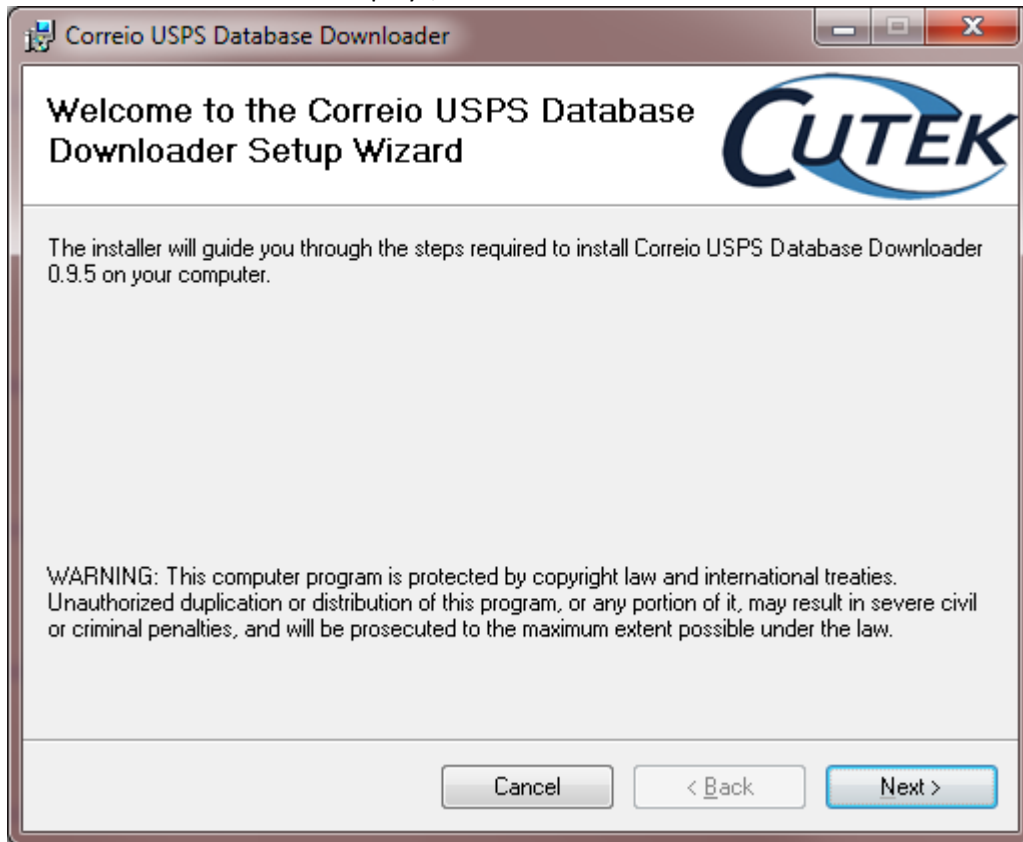 Correio USPS Database Downloader
Welcome to the Correio USPS Database
Downloader Setup Wizard
CUTEK
The installer will guide you through the steps required to install Correio USPS Database Downloader
0.9.5 on your computer.
WARNING: This computer program is protected by copyright law and international treaties.
Unauthorized duplication or distribution of this program, or any portion of it, may result in severe civil
or criminal penalties, and will be prosecuted to the maximum extent possible under the law.
Cancel
< Back
Next >